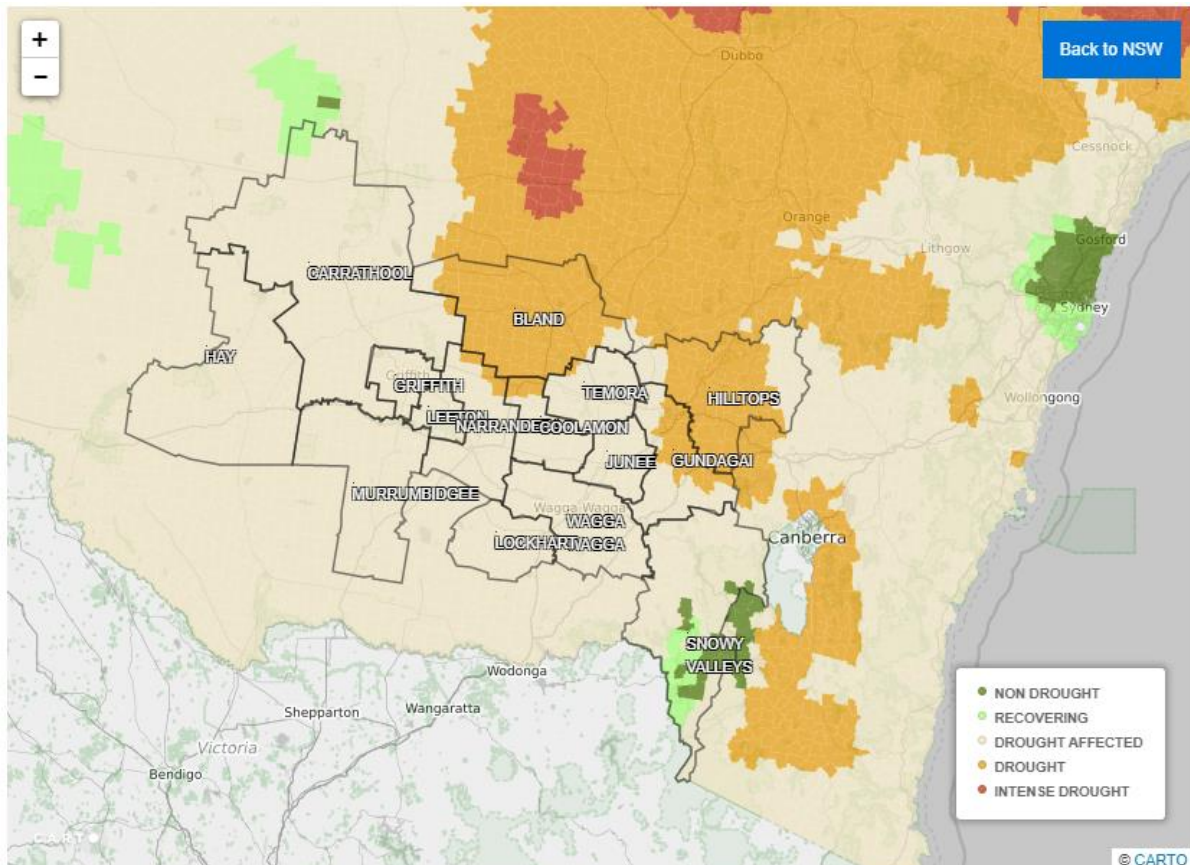 +
−
Back to NSW
Dubbo
Cessnock
Orange
Lithgow
Gosford
Sydney
CARRATHOOL
BLAND
HAY
Griffith
GRIFFITH
TEMORA
HILLTOPS
Wollongong
LEETON
NARRANDE
COOLAMON
JUNEE
GUNDAGAI
MURRUMBIDGEE
Wagga Wagga
WAGGA
WAGGA
LOCKHART
Canberra
SNOWY
VALLEYS
Wodonga
Shepparton
Wangaratta
Victoria
Bendigo
NON DROUGHT
RECOVERING
DROUGHT AFFECTED
DROUGHT
INTENSE DROUGHT
CARTO
© CARTO